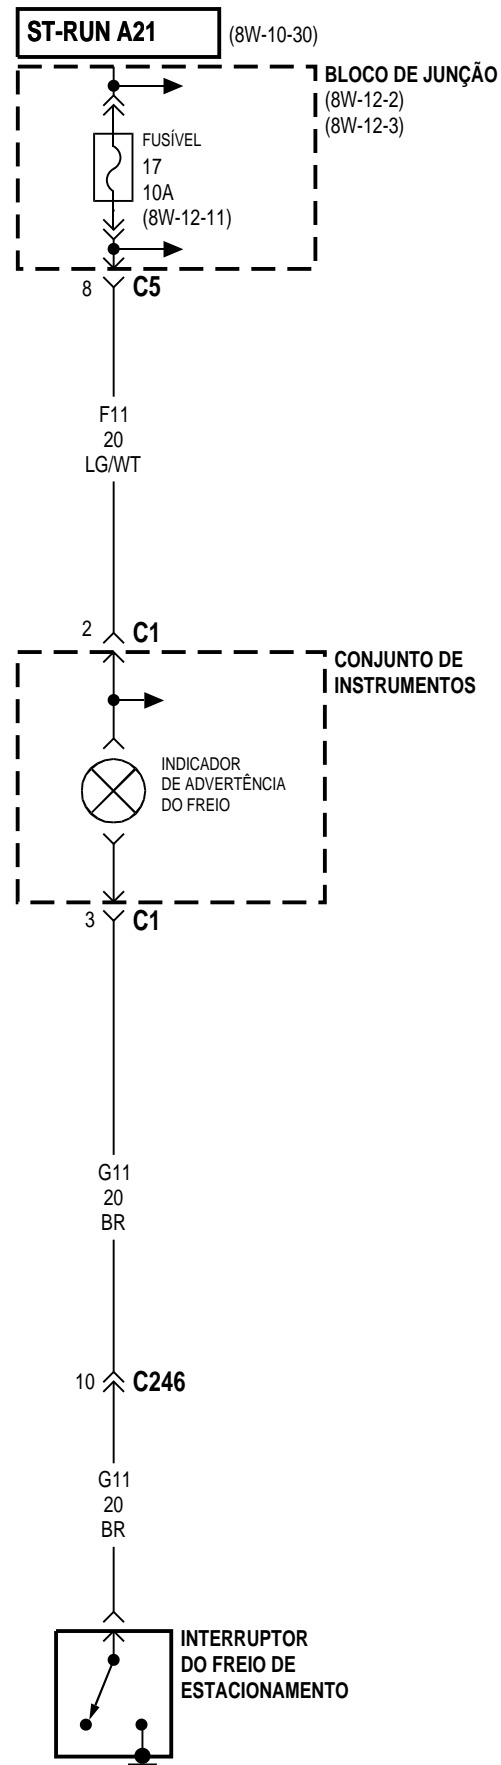 ST-RUN A21
(8W-10-30)
BLOCO DE JUNÇÃO
(8W-12-2)
(8W-12-3)
FUSÍVEL
17
10A
(8W-12-11)
8
C5
F11
20
LG/WT
2
C1
CONJUNTO DE
INSTRUMENTOS
INDICADOR
DE ADVERTÊNCIA
DO FREIO
3
C1
G11
20
BR
10
C246
G11
20
BR
INTERRUPTOR
DO FREIO DE
ESTACIONAMENTO